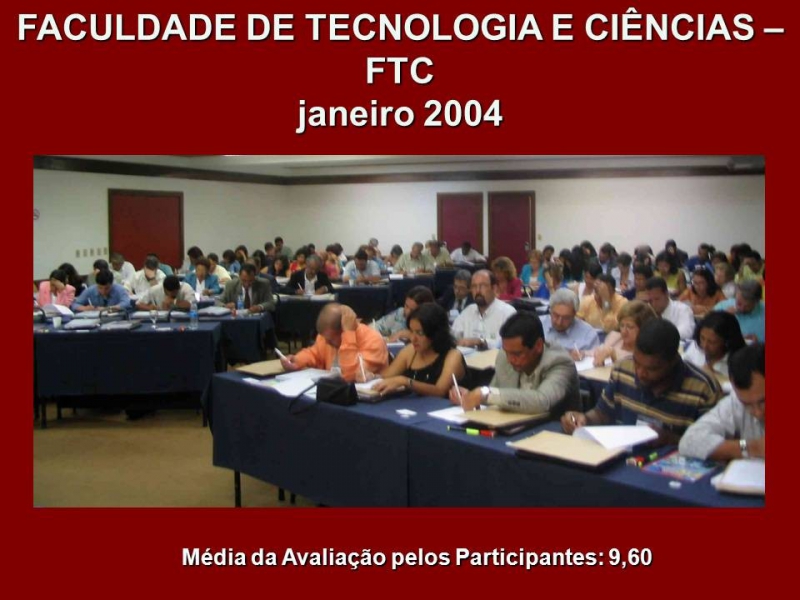 FACULDADE DE TECNOLOGIA E CIÊNCIAS –
FTC
janeiro 2004
Média da Avaliação pelos Participantes: 9,60